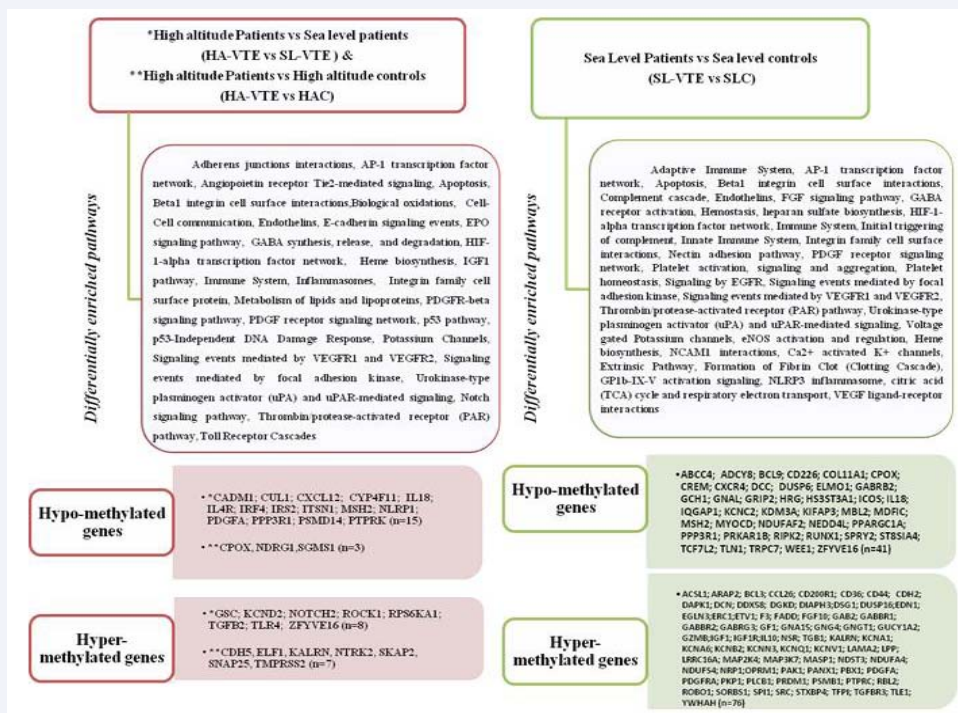 *High altitude Patients vs Sea level patients
(HA-VTE vs SL-VTE ) &
**High altitude Patients vs High altitude controls
(HA-VTE vs HAC)
Differentially enriched pathways
Adherens junctions interactions, AP-1 transcription factor
network, Angiopoietin receptor Tie2-mediated signaling, Apoptosis,
Beta1 integrin cell surface interactions,Biological oxidations, Cell-
Cell communication, Endothelins, E-cadherin signaling events, EPO
signaling pathway, GABA synthesis, release, and degradation, HIF-
1-alpha transcription factor network, Heme biosynthesis, IGF1
pathway, Immune System, Inflammasomes, Integrin family cell
surface protein, Metabolism of lipids and lipoproteins, PDGFR-beta
signaling pathway, PDGF receptor signaling network, p53 pathway,
p53-Independent DNA Damage Response, Potassium Channels,
Signaling events mediated by VEGFR1 and VEGFR2, Signaling
events mediated by focal adhesion kinase, Urokinase-type
plasminogen activator (uPA) and uPAR-mediated signaling, Notch
signaling pathway, Thrombin/protease-activated receptor (PAR)
pathway, Toll Receptor Cascades
Hypo-methylated
genes
• *CADM1; CUL1; CXCL12; CYP4F11; IL18;
IL4R; IRF4; IRS2; ITSN1; MSH2; NLRP1;
PDGFA; PPP3R1; PSMD14; PTPRK (n=15)
• **CPOX, NDRG1,SGMS1 (n=3)
Hyper-
methylated
genes
• *GSC; KCND2; NOTCH2; ROCK1; RPS6KA1;
TGFB2; TLR4; ZFYVE16 (n=8)
• **CDH5, ELF1, KALRN, NTRK2, SKAP2,
SNAP25, TMPRSS2 (n=7)
Sea Level Patients vs Sea level controls
(SL-VTE vs SLC)
Differentially enriched pathways
Adaptive Immune System, AP-1 transcription factor
network, Apoptosis, Beta1 integrin cell surface interactions,
Complement cascade, Endothelins, FGF signaling pathway, GABA
receptor activation, Hemostasis, heparan sulfate biosynthesis, HIF-1-
alpha transcription factor network, Immune System, Initial triggering
of complement, Innate Immune System, Integrin family cell surface
interactions, Nectin adhesion pathway, PDGF receptor signaling
network, Platelet activation, signaling and aggregation, Platelet
homeostasis, Signaling by EGFR, Signaling events mediated by focal
adhesion kinase, Signaling events mediated by VEGFR1 and VEGFR2,
Thrombin/protease-activated receptor (PAR) pathway, Urokinase-type
plasminogen activator (uPA) and uPAR-mediated signaling, Voltage
gated Potassium channels, eNOS activation and regulation, Heme
biosynthesis, NCAM1 interactions, Ca2+ activated K+ channels,
Extrinsic Pathway, Formation of Fibrin Clot (Clotting Cascade),
GP1b-IX-V activation signaling, NLRP3 inflammasome, citric acid
(TCA) cycle and respiratory electron transport, VEGF ligand-receptor
interactions
Hypo-methylated
genes
• ABCC4; ADCY8; BCL9; CD226; COL11A1; CPOX;
CREM; CXCR4; DCC; DUSP6; ELMO1; GABRB2;
GCH1; GNAL; GRIP2; HRG; HS3ST3A1; ICOS; IL18;
IQGAP1; KCNC2; KDM3A; KIFAP3; MBL2; MDFIC;
MSH2; MYOCD; NDUFAF2; NEDD4L; PPARGC1A;
PPP3R1; PRKAR1B; RIPK2; RUNX1; SPRY2; ST8SIA4;
TCF7L2; TLN1; TRPC7; WEE1; ZFYVE16 (n=41)
Hyper-
methylated
genes
• ACSL1; ARAP2; BCL3; CCL26; CD200R1; CD36; CD44; CDH2;
DAPK1; DCN; DDX58; DGKD; DIAPH3;DSG1; DUSP16;EDN1;
EGLN3;ERC1;ETV1; F3; FADD; FGF10; GAB2; GABBR1;
GABBR2; GABRG3; GF1; GNA15; GNG4; GNGT1; GUCY1A2;
GZMB;IGF1; IGF1R;IL10; NSR; TGB1; KALRN; KCNA1;
KCNA6; KCNB2; KCNN3; KCNQ1; KCNV1; LAMA2; LPP;
LRRC16A; MAP2K4; MAP3K7; MASP1; NDST3; NDUFA4;
NDUFS4; NRP1;OPRM1; PAK1; PANX1; PBX1; PDGFA;
PDGFRA; PKP1; PLCB1; PRDM1; PSMB1; PTPRC; RBL2;
ROBO1; SORBS1; SPI1; SRC; STXBP4; TFPI; TGFBR3; TLE1;
YWHAH (n=76)